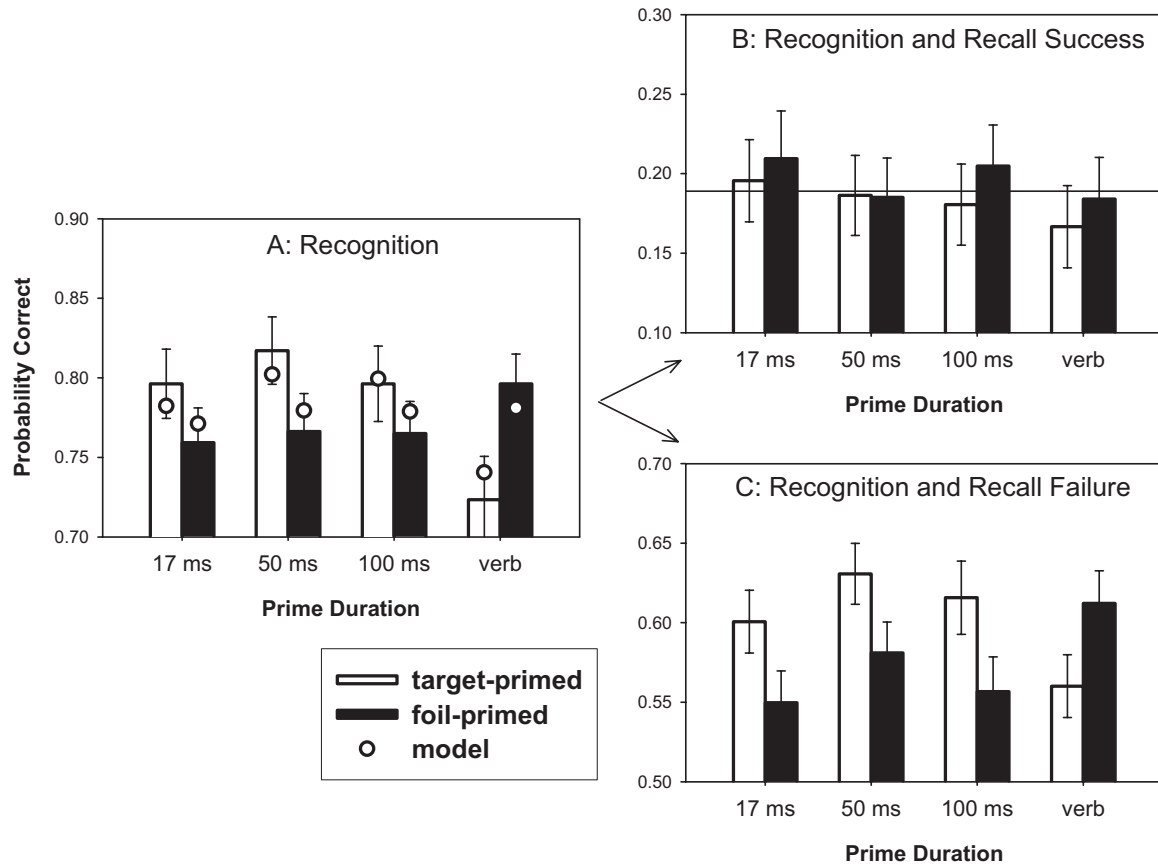 A: Recognition
Probability Correct
0.90
0.85
0.80
0.75
0.70
17 ms
50 ms
100 ms
verb
Prime Duration
target-primed
foil-primed
model
B: Recognition and Recall Success
0.30
0.25
0.20
0.15
0.10
17 ms
50 ms
100 ms
verb
Prime Duration
C: Recognition and Recall Failure
0.70
0.65
0.60
0.55
0.50
17 ms
50 ms
100 ms
verb
Prime Duration